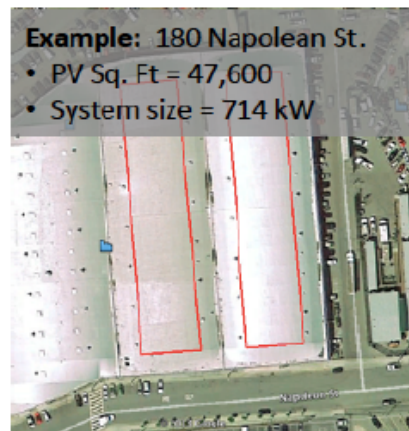 Example: 180 Napolean St.
• PV Sq. Ft = 47,600
• System size = 714 kW